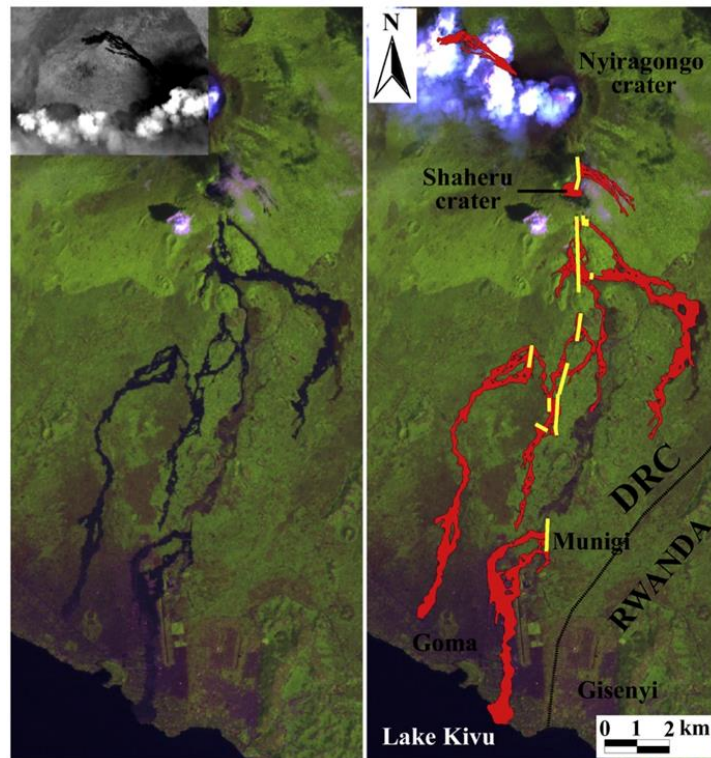 N
Nyiragongo
crater
Shaheru
crater
DRC
Munigi
RWANDA
Goma
Gisenyi
Lake Kivu
0 1 2 km